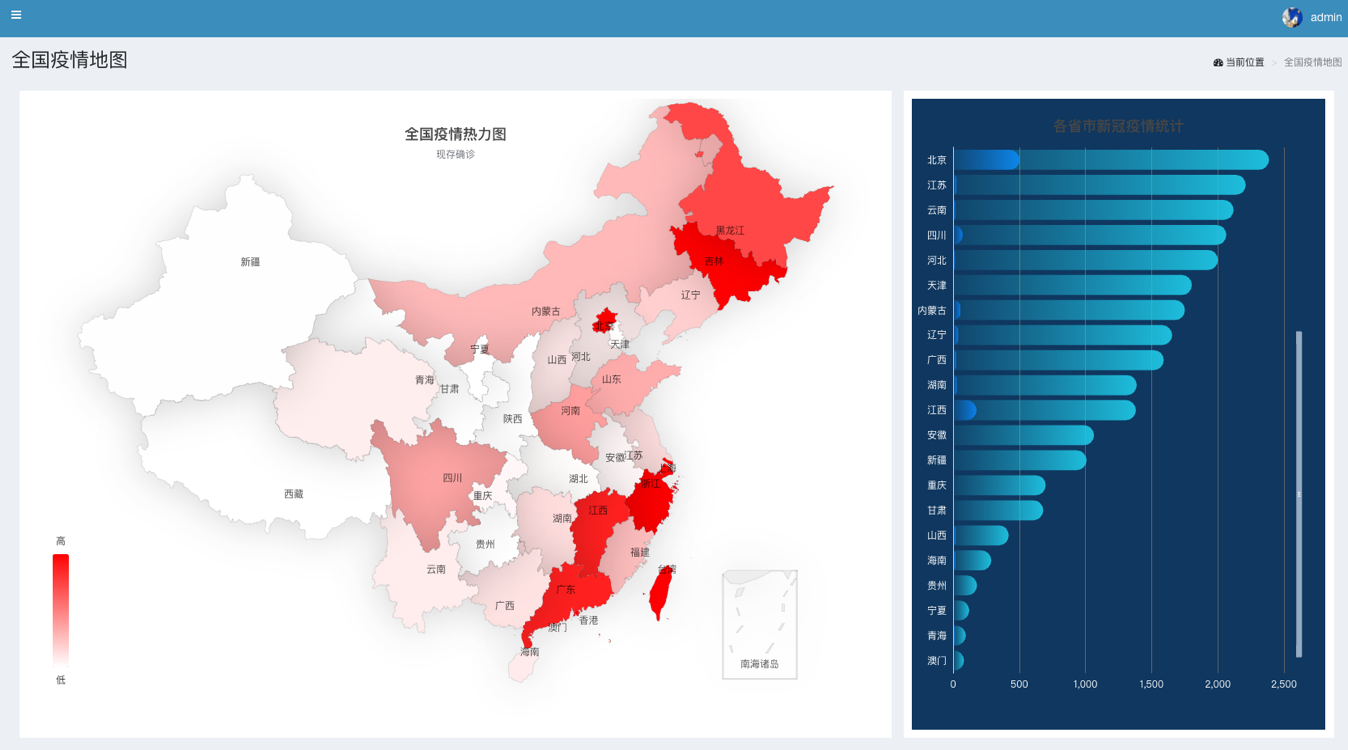 admin
全国疫情地图
当前位置 > 全国疫情地图
全国疫情热力图
现存确诊
黑龙江
吉林
新疆
辽宁
内蒙古
北京
天津
宁夏
山西
河北
青海
甘肃
山东
河南
陕西
安徽
江苏
上海
四川
湖北
浙江
西藏
重庆
湖南
江西
贵州
福建
云南
台湾
广东
广西
香港
澳门
海南
南海诸岛
高
低
各省市新冠疫情统计
北京
江苏
云南
四川
河北
天津
内蒙古
辽宁
广西
湖南
江西
安徽
新疆
重庆
甘肃
山西
海南
贵州
宁夏
青海
澳门
0 500 1,000 1,500 2,000 2,500